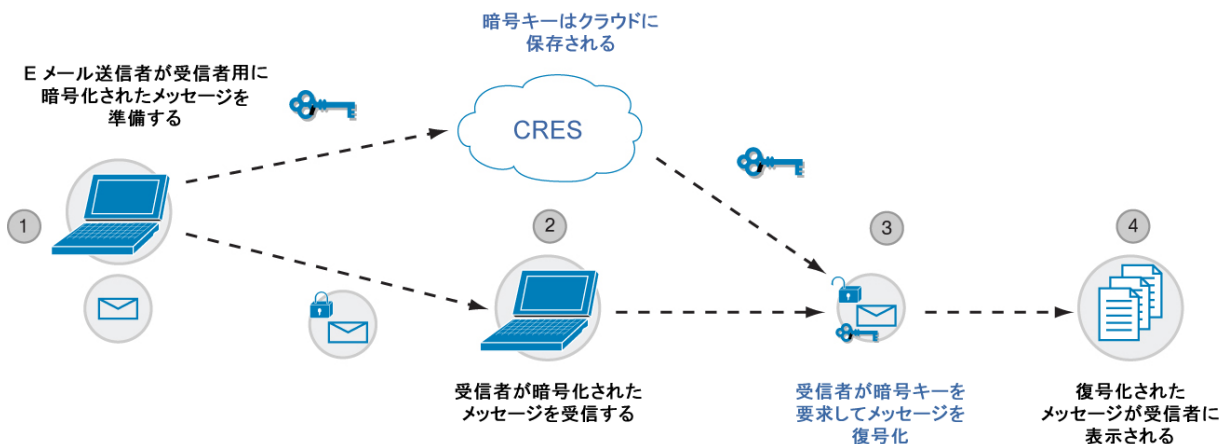 暗号キーはクラウドに
保存される
E メール送信者が受信者用に
暗号化されたメッセージを
準備する
CRES
1
2
3
4
受信者が暗号化された
メッセージを受信する
受信者が暗号キーを
要求してメッセージを
復号化
復号化された
メッセージが受信者に
表示される